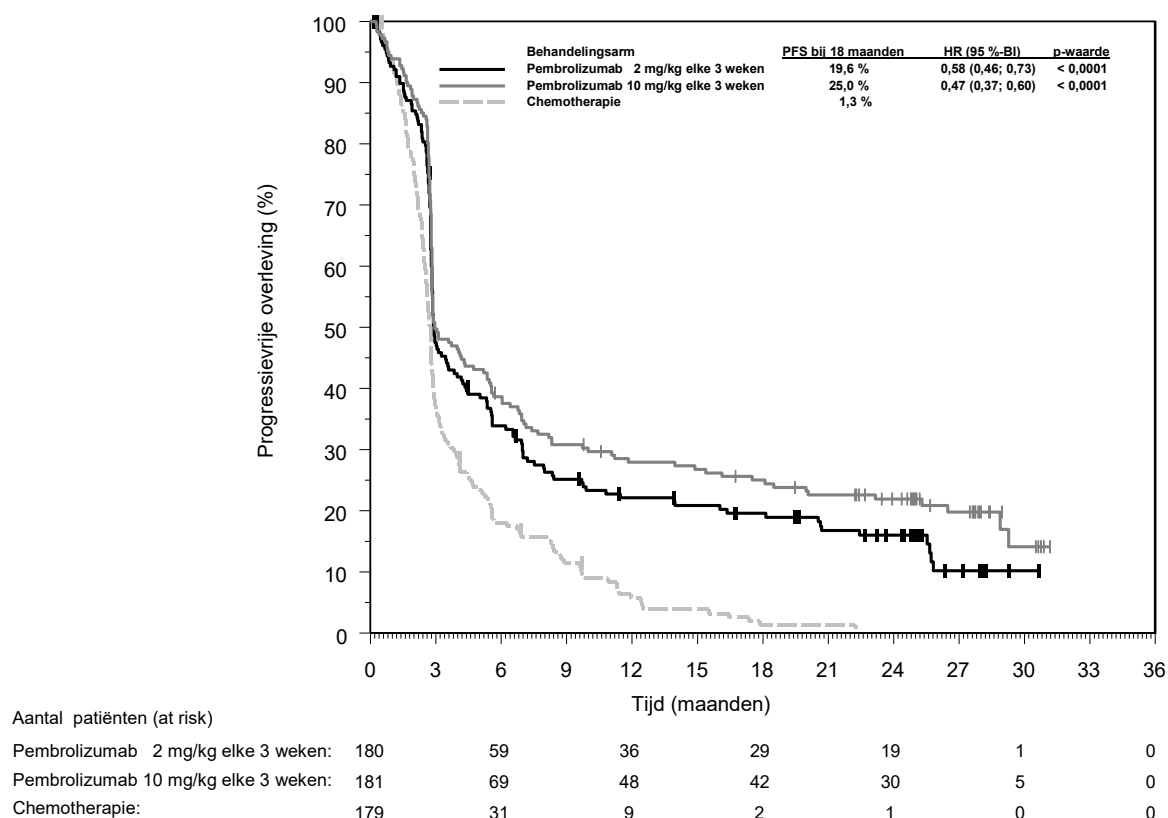 Behandelingsarm PFS bij 18 maanden HR (95 %-BI) p-waarde
Pembrolizumab 2 mg/kg elke 3 weken 19,6 % 0,58 (0,46; 0,73) < 0,0001
Pembrolizumab 10 mg/kg elke 3 weken 25,0 % 0,47 (0,37; 0,60) < 0,0001
Chemotherapie 1,3 %
Progressievrije overleving (%)
100
90
80
70
60
50
40
30
20
10
0
0 3 6 9 12 15 18 21 24 27 30 33 36
Tijd (maanden)
Aantal patiënten (at risk)
Pembrolizumab 2 mg/kg elke 3 weken: 180 59 36 29 19 1 0
Pembrolizumab 10 mg/kg elke 3 weken: 181 69 48 42 30 5 0
Chemotherapie: 179 31 9 2 1 0 0